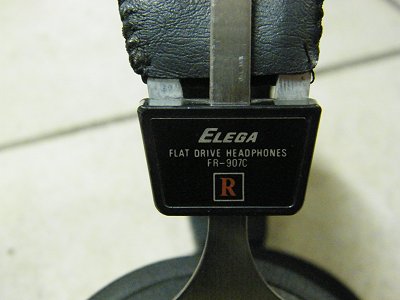 ELEGA
FLAT DRIVE HEADPHONES
FR-907C
R